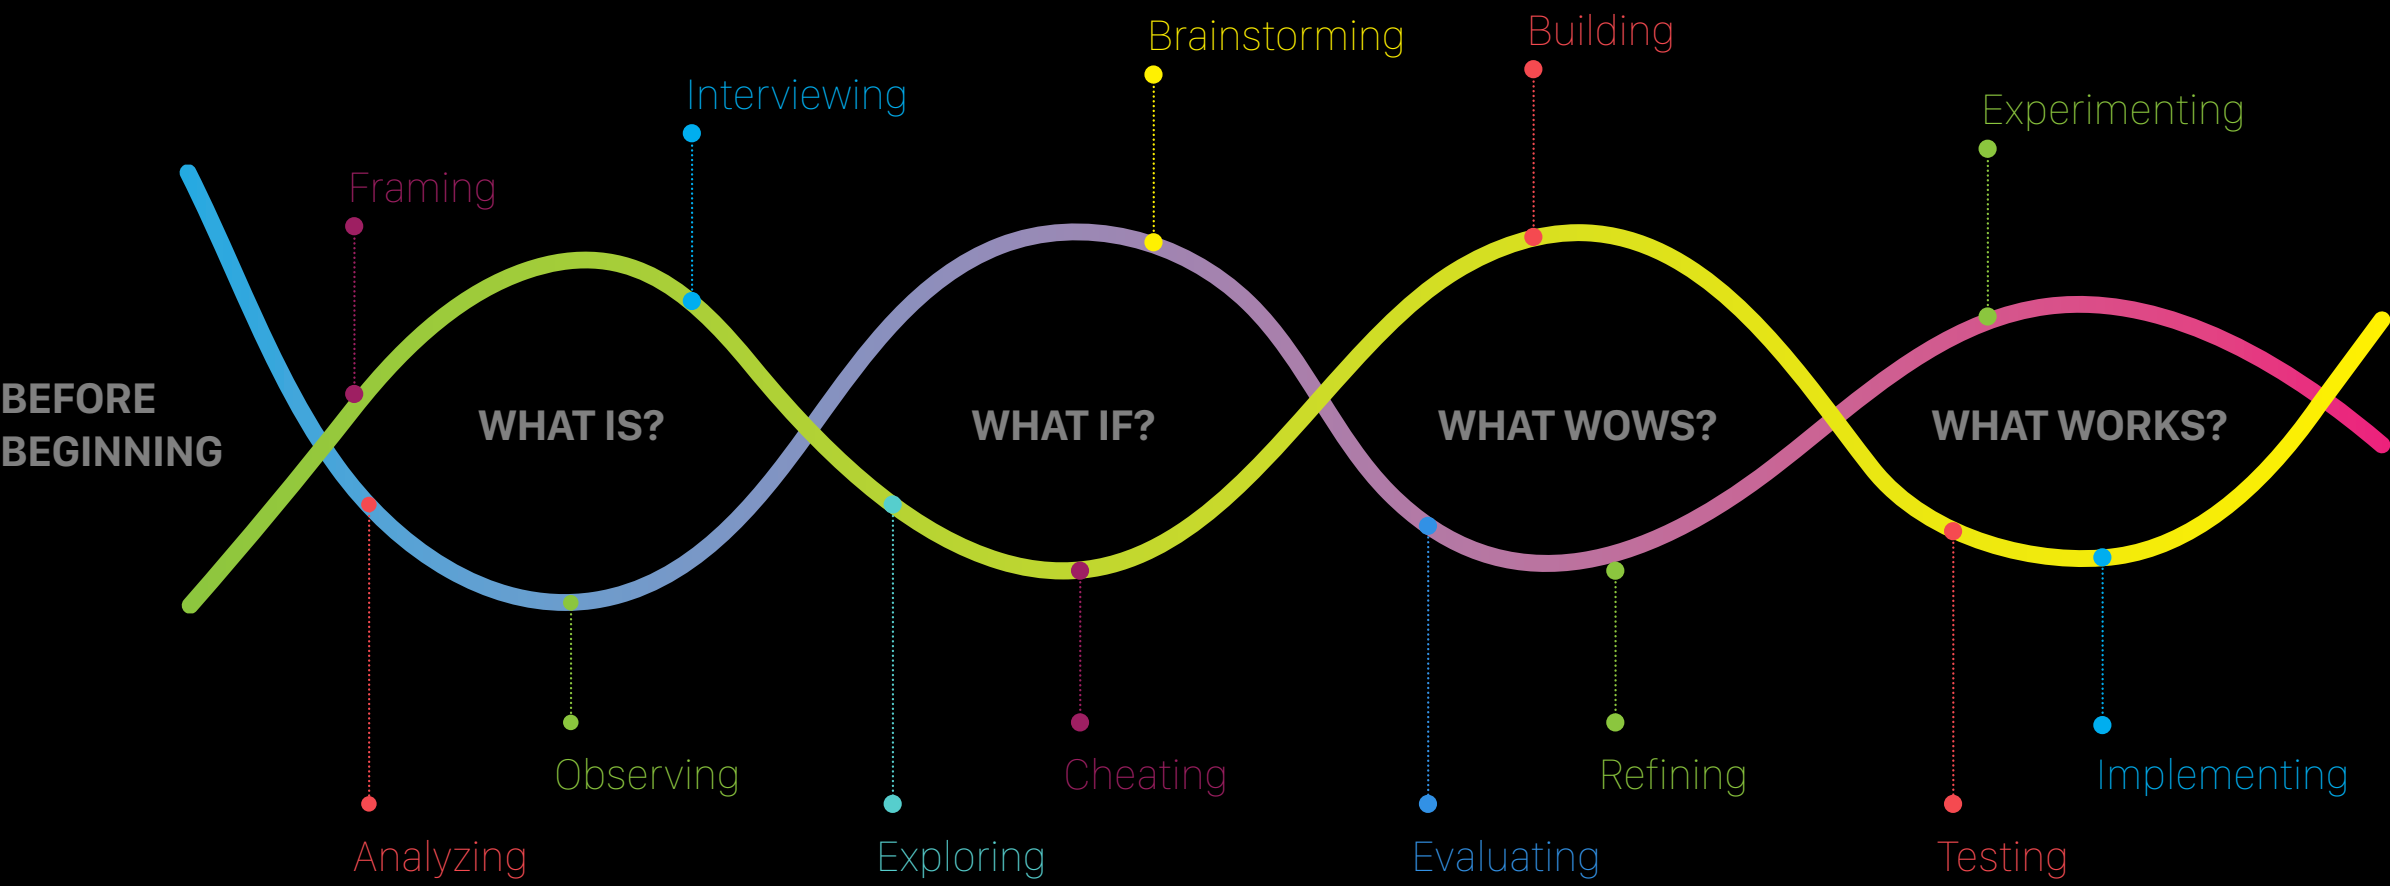 Brainstorming
Building
Interviewing
Experimenting
Framing
BEFORE
BEGINNING
WHAT IS?
WHAT IF?
WHAT WOWS?
WHAT WORKS?
Observing
Cheating
Refining
Implementing
Analyzing
Exploring
Evaluating
Testing